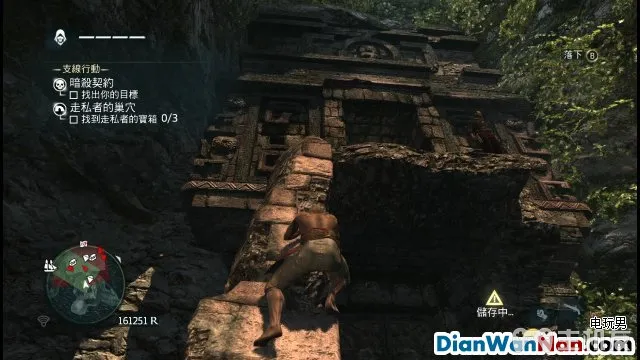 落下 B
支線行動
暗殺契約
找出你的目標
走私者的巢穴
找到走私者的寶箱 0/3
161251 R
儲存中..
电玩男
DianWanNan.com